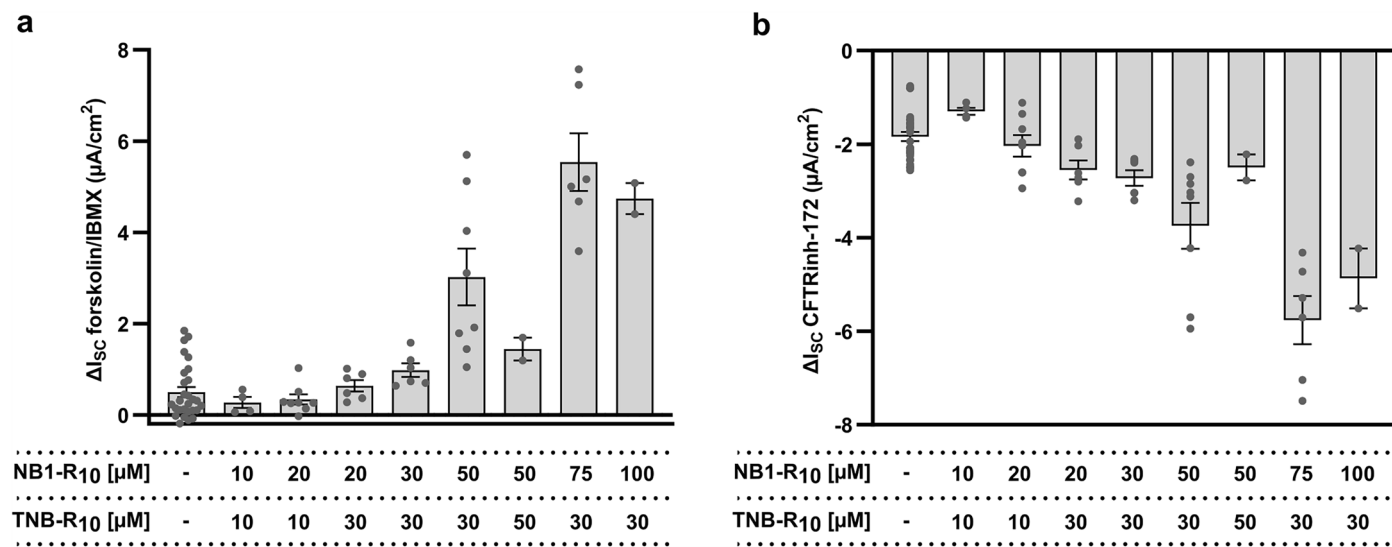 a
8
6
4
2
0
ΔISC forskolin/IBMX (µA/cm2)
NB1-R10 [µM] - 10 20 20 30 50 50 75 100
TNB-R10 [µM] - 10 10 30 30 30 50 30 30
b
0
-2
-4
-6
-8
ΔISC CFTRinh-172 (µA/cm2)
NB1-R10 [µM] - 10 20 20 30 50 50 75 100
TNB-R10 [µM] - 10 10 30 30 30 50 30 30